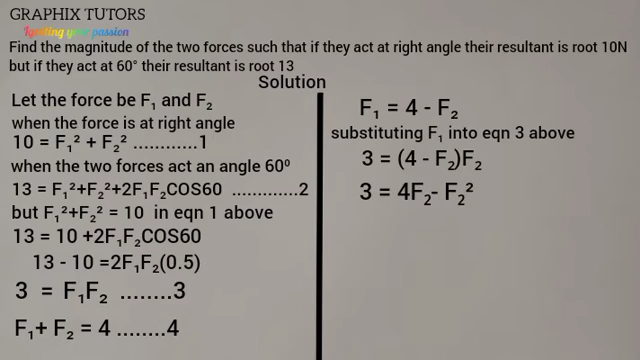 GRAPHIX TUTORS
Igniting your passion
Find the magnitude of the two forces such that if they act at right angle their resultant is root 10N
but if they act at 60° their resultant is root 13
Solution
Let the force be F₁ and F₂
when the force is at right angle
10 = F₁² + F₂² ............1
when the two forces act an angle 60⁰
13 = F₁²+F₂²+2F₁F₂COS60 .............2
but F₁²+F₂² = 10 in eqn 1 above
13 = 10 +2F₁F₂COS60
13 - 10 =2F₁F₂(0.5)
3 = F₁F₂ ........3
F₁+ F₂ = 4 ........4
F₁ = 4 - F₂
substituting F₁ into eqn 3 above
3 = (4 - F₂)F₂
3 = 4F₂- F₂²